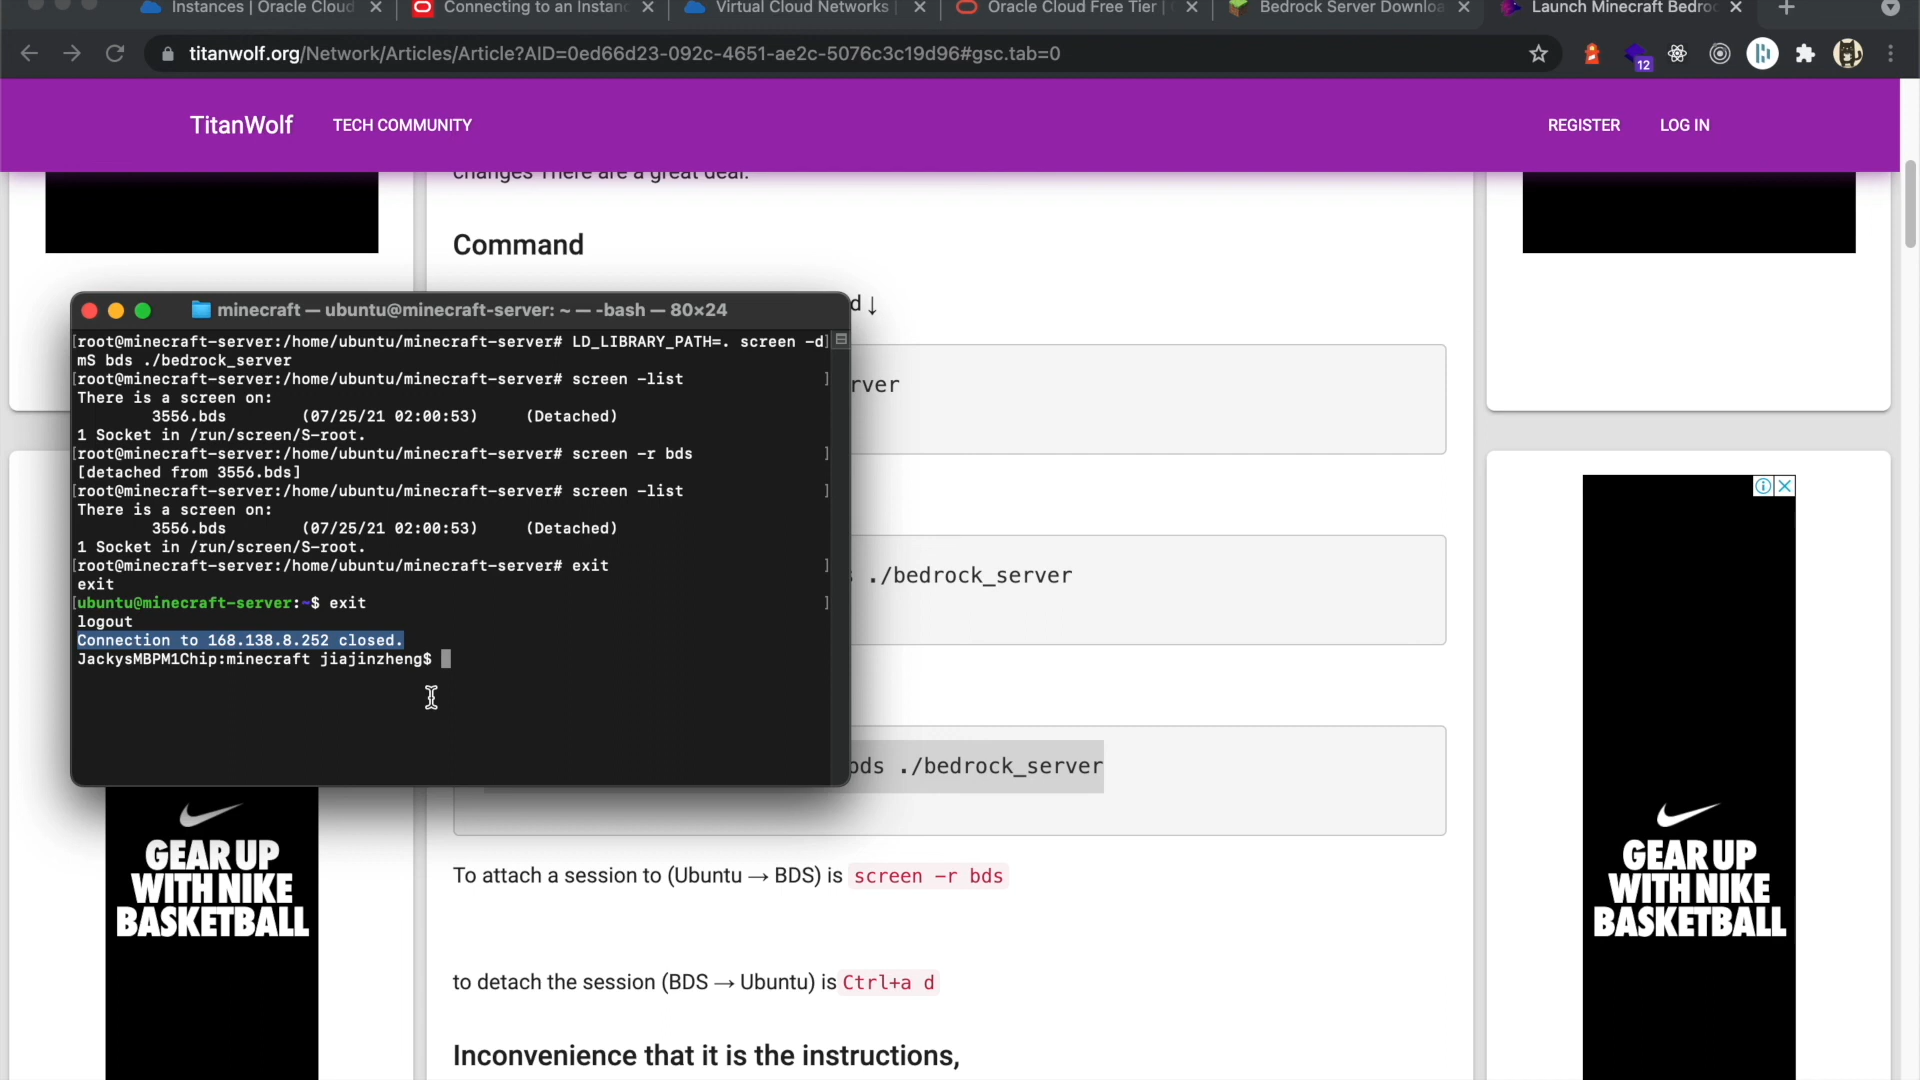 Instances | Oracle Cloud
Connecting to an Instanc
Virtual Cloud Networks
Oracle Cloud Free Tier |
Bedrock Server Downloa
Launch Minecraft Bedro
titanwolf.org/Network/Articles/Article?AID=0ed66d23-092c-4651-ae2c-5076c3c19d96#gsc.tab=0
12
TitanWolf
TECH COMMUNITY
REGISTER
LOG IN
changes There are a great deal.
Command
d ↓
rver
./bedrock_server
bds ./bedrock_server
minecraft — ubuntu@minecraft-server: ~ — -bash — 80×24
[root@minecraft-server:/home/ubuntu/minecraft-server# LD_LIBRARY_PATH=. screen -d]
mS bds ./bedrock_server
[root@minecraft-server:/home/ubuntu/minecraft-server# screen -list ]
There is a screen on:
3556.bds (07/25/21 02:00:53) (Detached)
1 Socket in /run/screen/S-root.
[root@minecraft-server:/home/ubuntu/minecraft-server# screen -r bds ]
[detached from 3556.bds]
[root@minecraft-server:/home/ubuntu/minecraft-server# screen -list ]
There is a screen on:
3556.bds (07/25/21 02:00:53) (Detached)
1 Socket in /run/screen/S-root.
[root@minecraft-server:/home/ubuntu/minecraft-server# exit ]
exit
[ubuntu@minecraft-server:~$ exit ]
logout
Connection to 168.138.8.252 closed.
JackysMBPM1Chip:minecraft jiajinzheng$
To attach a session to (Ubuntu → BDS) is screen -r bds
to detach the session (BDS → Ubuntu) is Ctrl+a d
Inconvenience that it is the instructions,
GEAR UP
WITH NIKE
BASKETBALL
GEAR UP
WITH NIKE
BASKETBALL